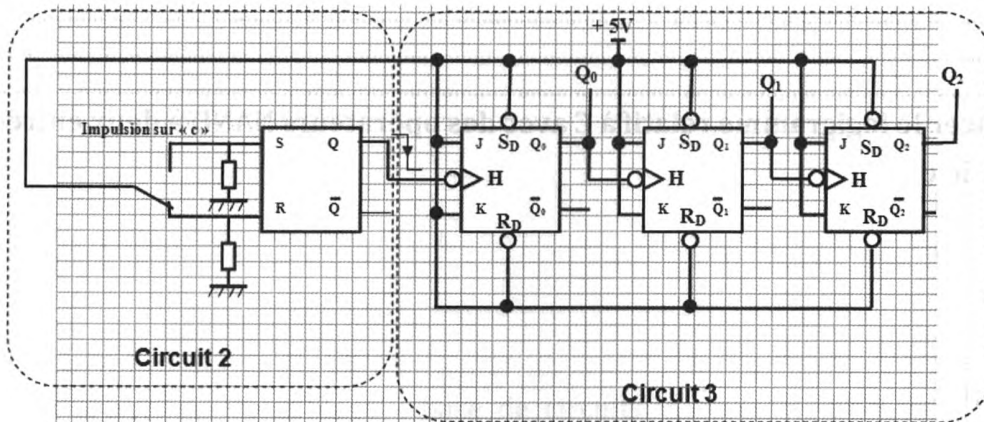 + 5V
Q0
Q1
Q2
Impulsion sur « c »
S Q
R Q̅
J SD Q0
H
K RD Q̅0
J SD Q1
H
K RD Q̅1
J SD Q2
H
K RD Q̅2
Circuit 2
Circuit 3